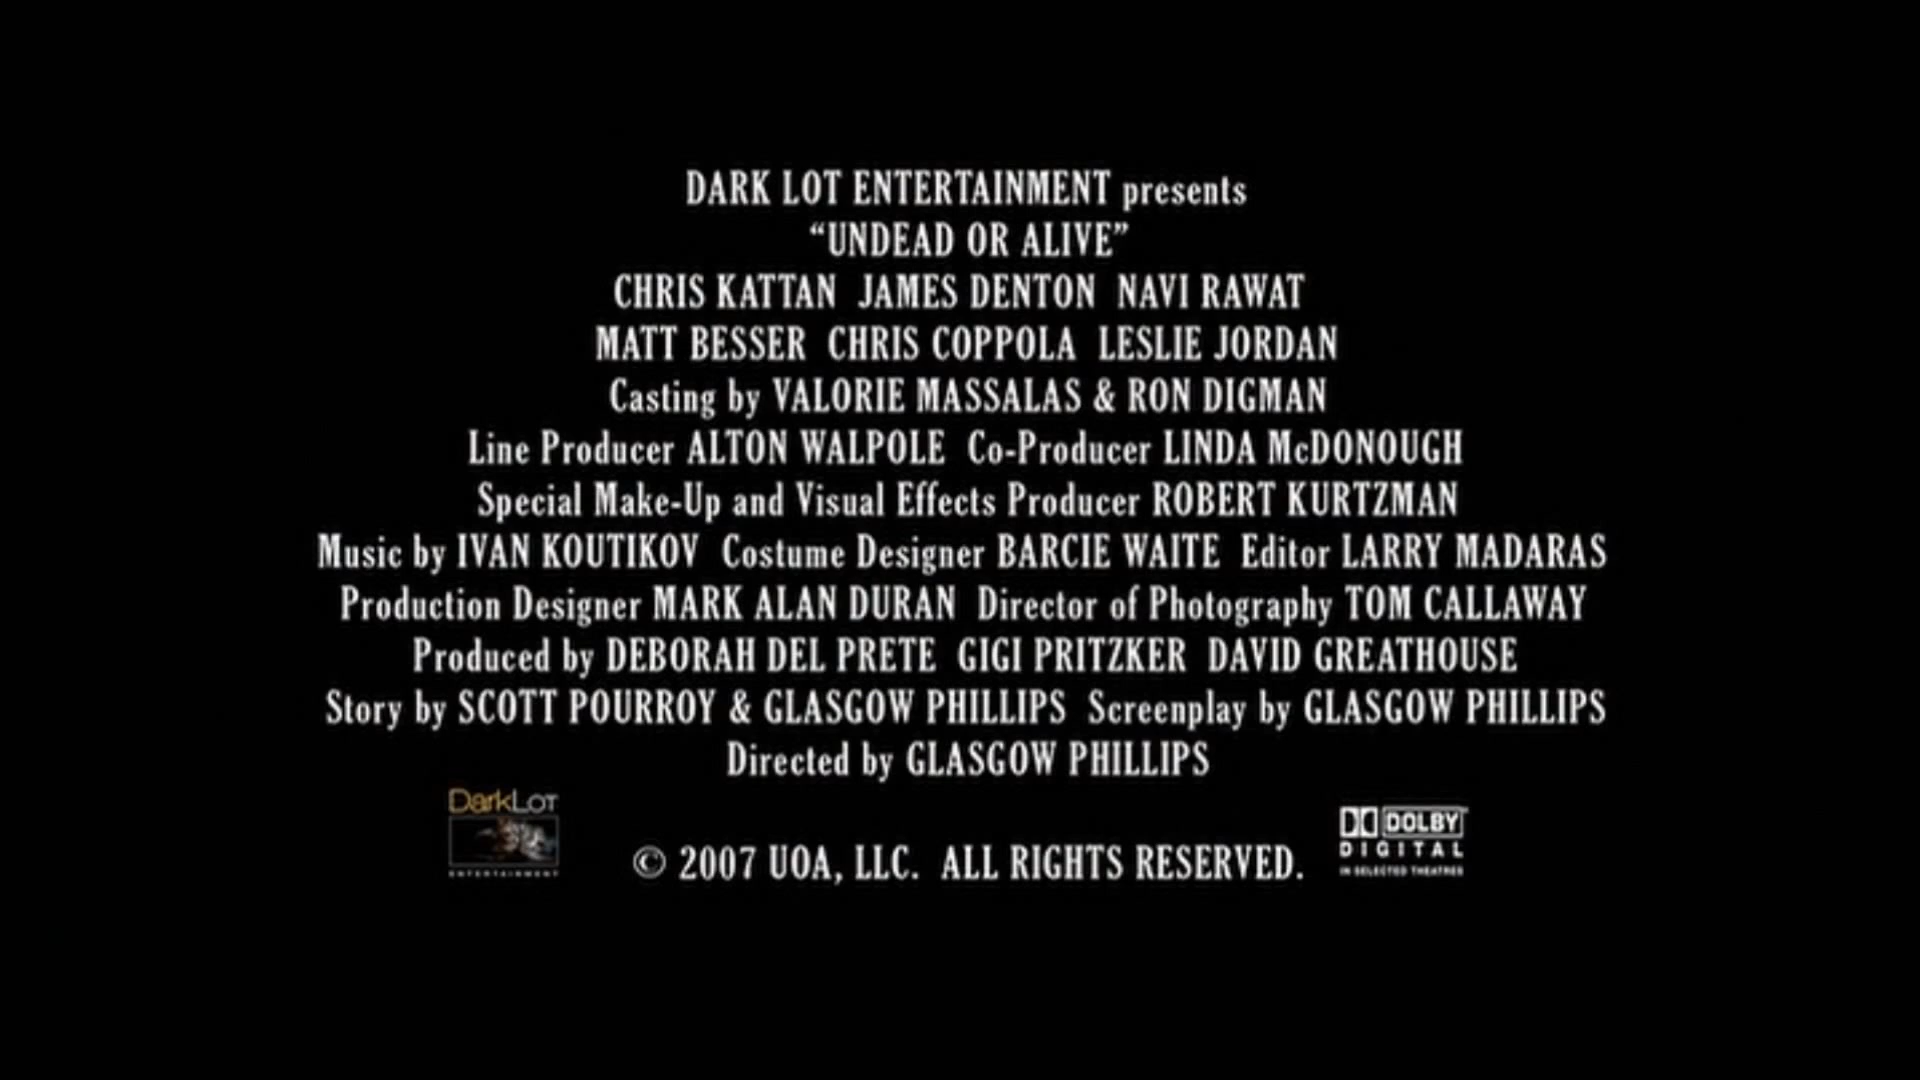 DARK LOT ENTERTAINMENT presents
“UNDEAD OR ALIVE”
CHRIS KATTAN JAMES DENTON NAVI RAWAT
MATT BESSER CHRIS COPPOLA LESLIE JORDAN
Casting by VALORIE MASSALAS & RON DIGMAN
Line Producer ALTON WALPOLE Co-Producer LINDA McDONOUGH
Special Make-Up and Visual Effects Producer ROBERT KURTZMAN
Music by IVAN KOUTIKOV Costume Designer BARCIE WAITE Editor LARRY MADARAS
Production Designer MARK ALAN DURAN Director of Photography TOM CALLAWAY
Produced by DEBORAH DEL PRETE GIGI PRITZKER DAVID GREATHOUSE
Story by SCOTT POURROY & GLASGOW PHILLIPS Screenplay by GLASGOW PHILLIPS
Directed by GLASGOW PHILLIPS
DarkLot
ENTERTAINMENT
© 2007 UOA, LLC. ALL RIGHTS RESERVED.
DOLBY
DIGITAL
IN SELECTED THEATRES